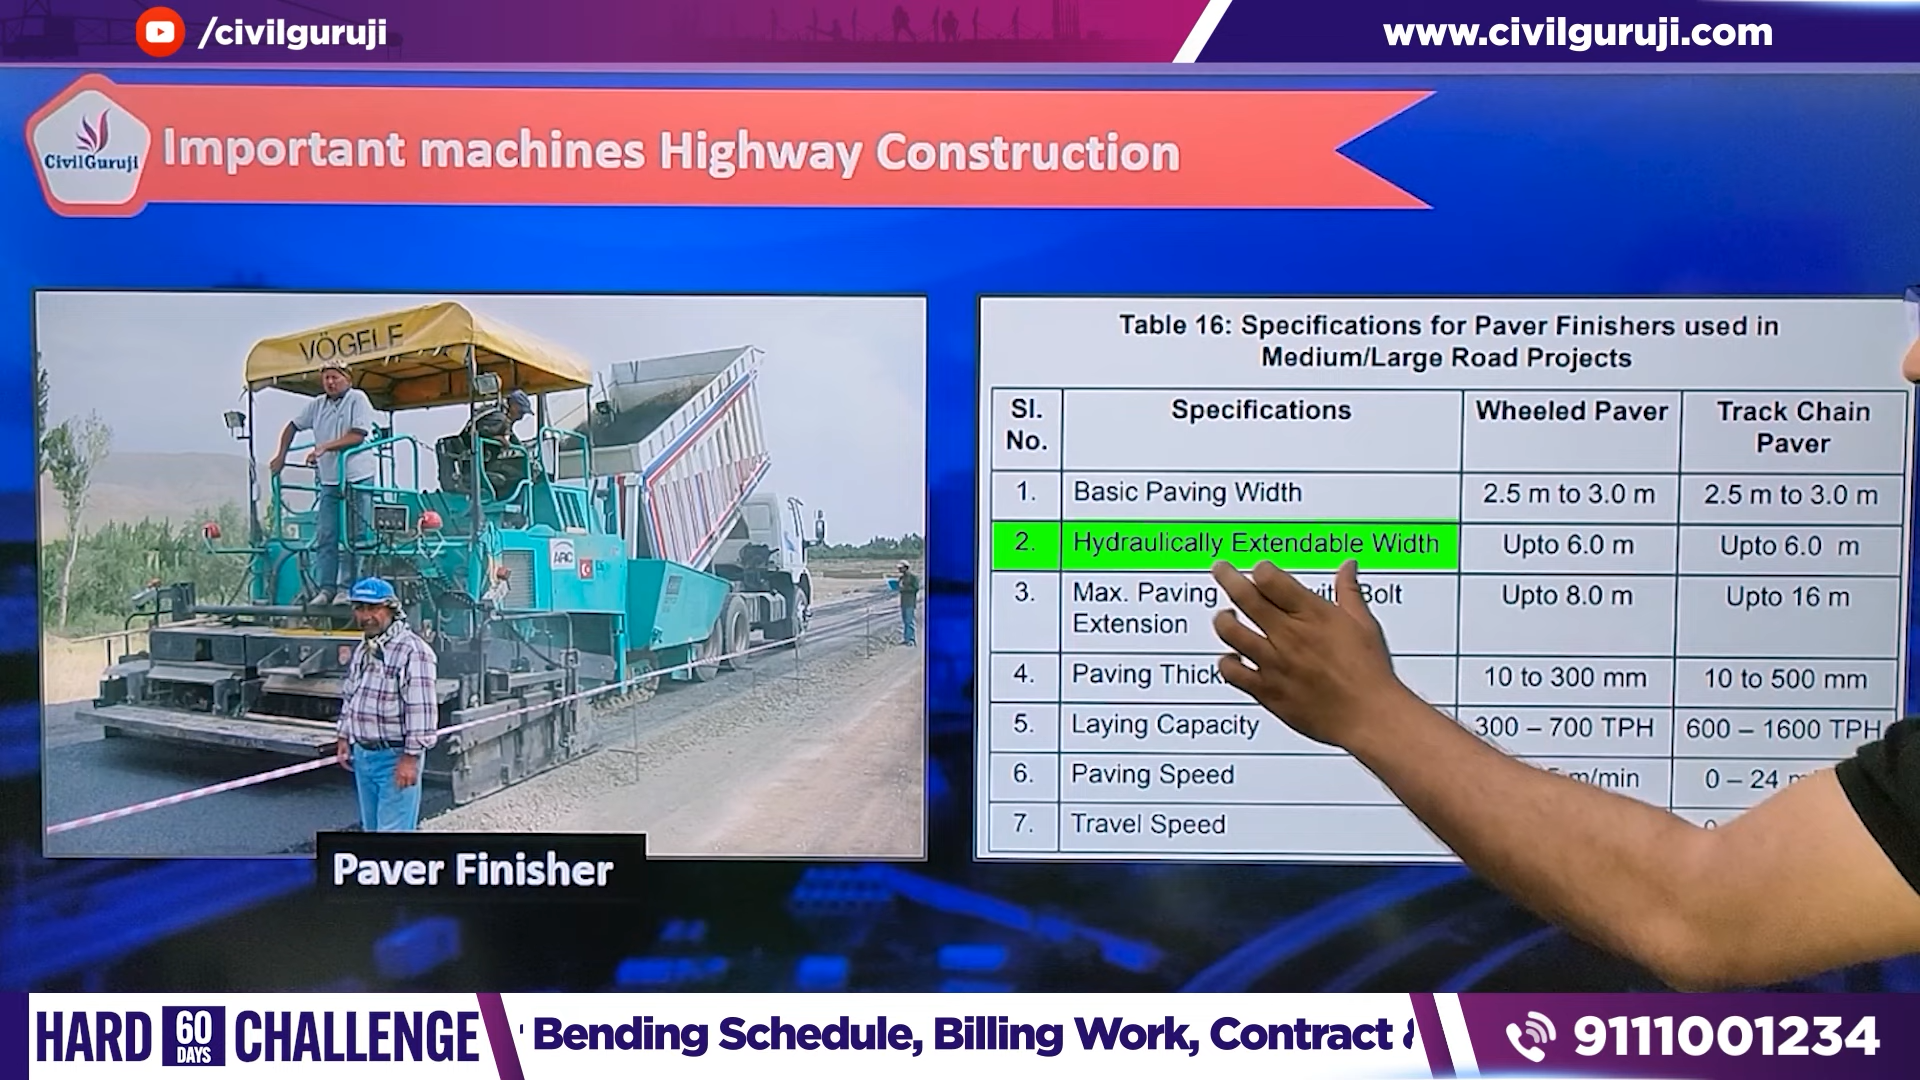 /civilguruji
www.civilguruji.com
CivilGuruji
Important machines Highway Construction
VÖGELE
Paver Finisher
Table 16: Specifications for Paver Finishers used in
Medium/Large Road Projects
Sl. No. Specifications Wheeled Paver Track Chain Paver
1. Basic Paving Width 2.5 m to 3.0 m 2.5 m to 3.0 m
2. Hydraulically Extendable Width Upto 6.0 m Upto 6.0 m
3. Max. Paving Bolt Extension Upto 8.0 m Upto 16 m
4. Paving 10 to 300 mm 10 to 500 mm
5. Laying Capacity 300 – 700 TPH 600 – 1600 TPH
6. Paving Speed m/min 0 – 24
7. Travel Speed
HARD 60 DAYS CHALLENGE
Bending Schedule, Billing Work, Contract
9111001234